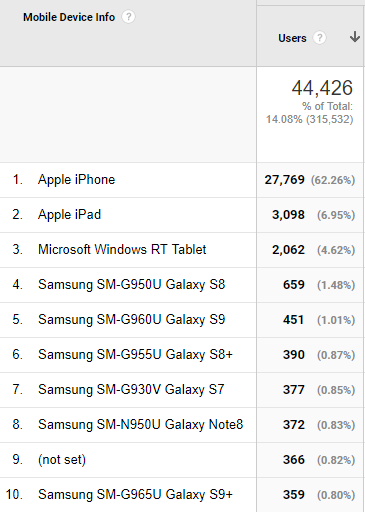 Mobile Device Info ?
Users ?
44,426
% of Total:
14.08% (315,532)
1. Apple iPhone 27,769 (62.26%)
2. Apple iPad 3,098 (6.95%)
3. Microsoft Windows RT Tablet 2,062 (4.62%)
4. Samsung SM-G950U Galaxy S8 659 (1.48%)
5. Samsung SM-G960U Galaxy S9 451 (1.01%)
6. Samsung SM-G955U Galaxy S8+ 390 (0.87%)
7. Samsung SM-G930V Galaxy S7 377 (0.85%)
8. Samsung SM-N950U Galaxy Note8 372 (0.83%)
9. (not set) 366 (0.82%)
10. Samsung SM-G965U Galaxy S9+ 359 (0.80%)